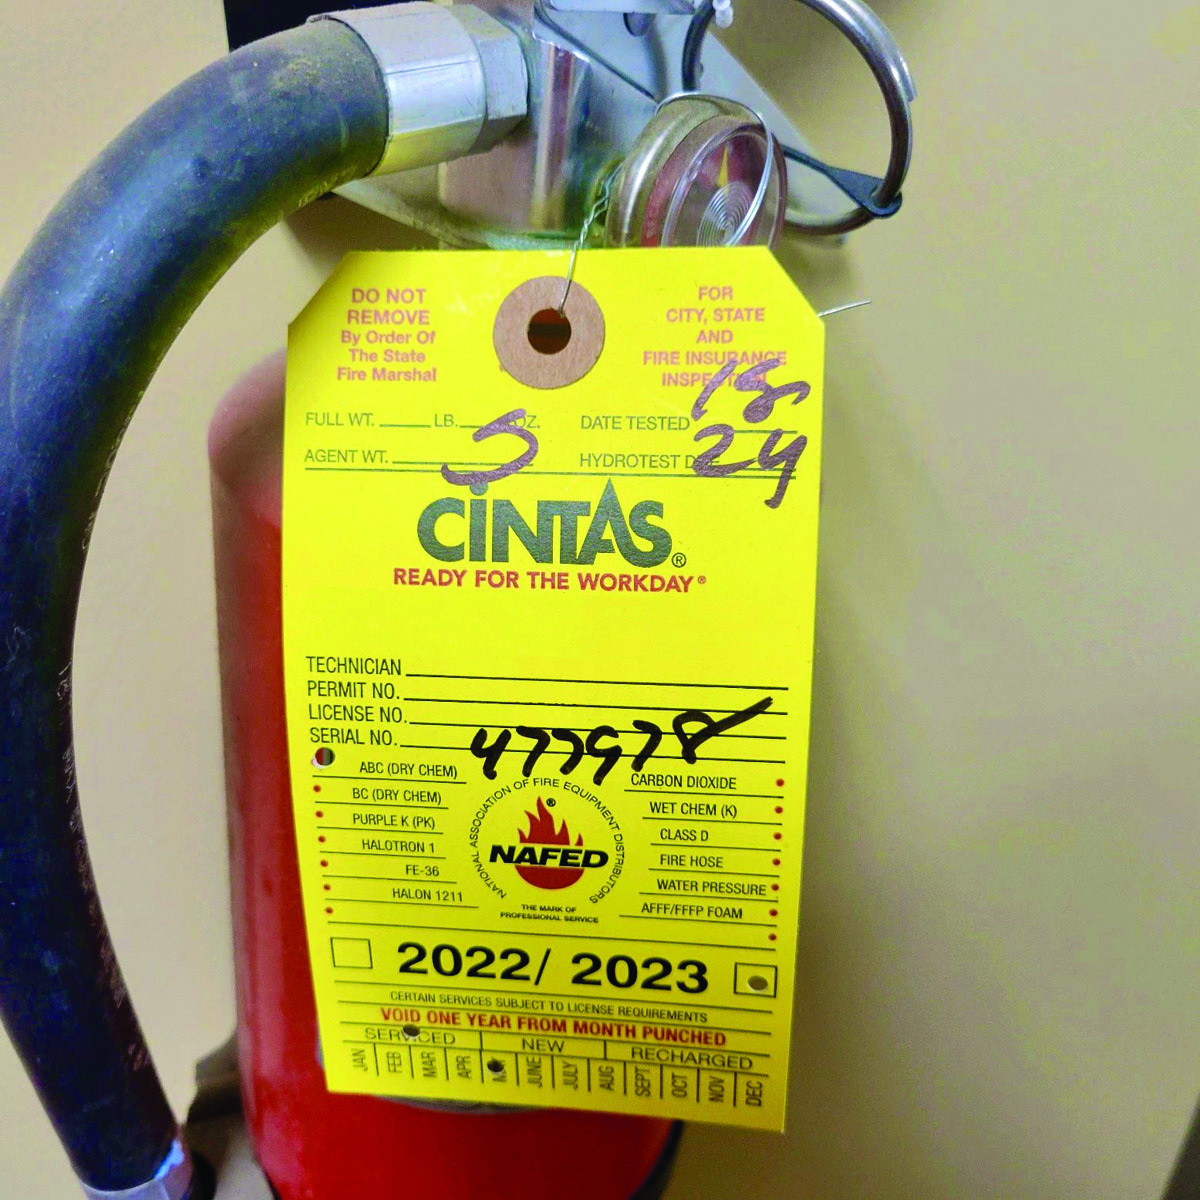 DO NOT
REMOVE
By Order Of
The State
Fire Marshal
FOR
CITY, STATE
AND
FIRE INSURANCE
INSPECTION
FULL WT. LB. OZ.
DATE TESTED 18
AGENT WT. 5
HYDROTEST DUE 24
CINTAS®
READY FOR THE WORKDAY®
TECHNICIAN
PERMIT NO.
LICENSE NO.
SERIAL NO. 477978
ABC (DRY CHEM)
BC (DRY CHEM)
PURPLE K (PK)
HALOTRON 1
FE-36
HALON 1211
NATIONAL ASSOCIATION OF FIRE EQUIPMENT DISTRIBUTORS
®
NAFED
THE MARK OF
PROFESSIONAL SERVICE
CARBON DIOXIDE
WET CHEM (K)
CLASS D
FIRE HOSE
WATER PRESSURE
AFFF/FFFP FOAM
2022/ 2023
CERTAIN SERVICES SUBJECT TO LICENSE REQUIREMENTS
VOID ONE YEAR FROM MONTH PUNCHED
SERVICED NEW RECHARGED
JAN FEB MAR APR MAY JUNE JULY AUG SEPT OCT NOV DEC